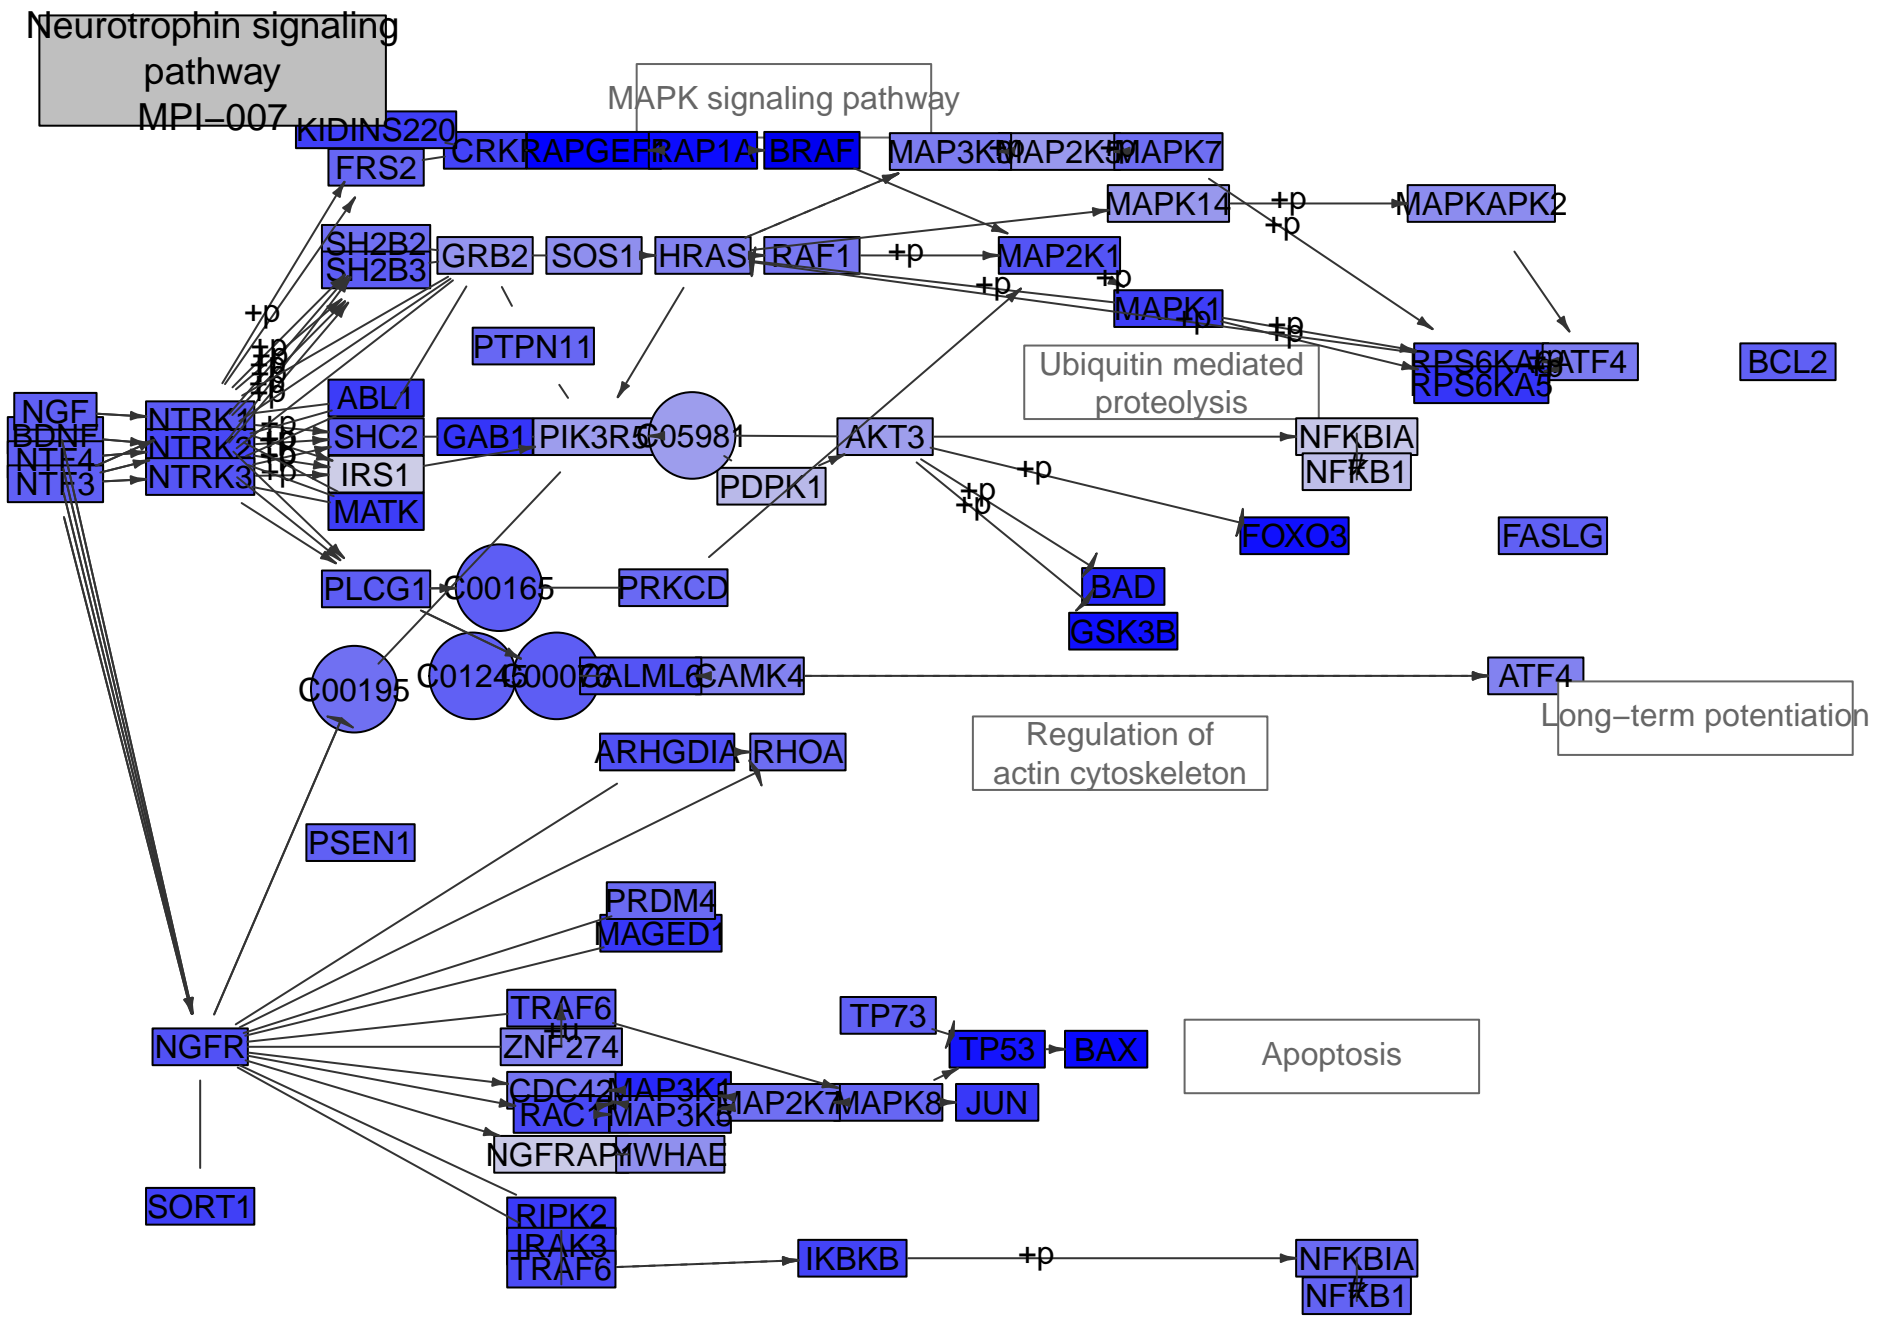 Neurotrophin signaling
pathway
MPI−007
MAPK signaling pathway
KIDINS220
FRS2
RAP1A
BRAF
MAP3K3
MAP2K5
+p
MAPK7
MAPK14
+p
MAPKAPK2
+p
SH2B2
SH2B3
GRB2
SOS1
HRAS
RAF1
+p
MAP2K1
+p
+p
MAPK1
+p
+p
+p
+p
PTPN11
Ubiquitin mediated
proteolysis
RPS6KA5
ATF4
BCL2
+p
+p
+p
+p
+p
NGF
BDNF
NTF4
NTF3
NTRK1
NTRK2
NTRK3
+p
+p
+p
+p
ABL1
SHC2
IRS1
MATK
GAB1
PIK3R5
C05981
PDPK1
AKT3
NFKBIA
NFKB1
+p
+p
+p
FOXO3
FASLG
PLCG1
C00165
PRKCD
BAD
GSK3B
C00195
C01245
C00076
CALML6
CAMK4
ATF4
Long−term potentiation
Regulation of
actin cytoskeleton
ARHGDIA
RHOA
PSEN1
PRDM4
MAGED1
TRAF6
+u
ZNF274
TP73
TP53
BAX
Apoptosis
NGFR
CDC42
RAC1
MAP3K1
MAP3K5
MAP2K7
MAPK8
JUN
NGFRAP1
YWHAE
SORT1
RIPK2
IRAK3
TRAF6
IKBKB
+p
NFKBIA
NFKB1